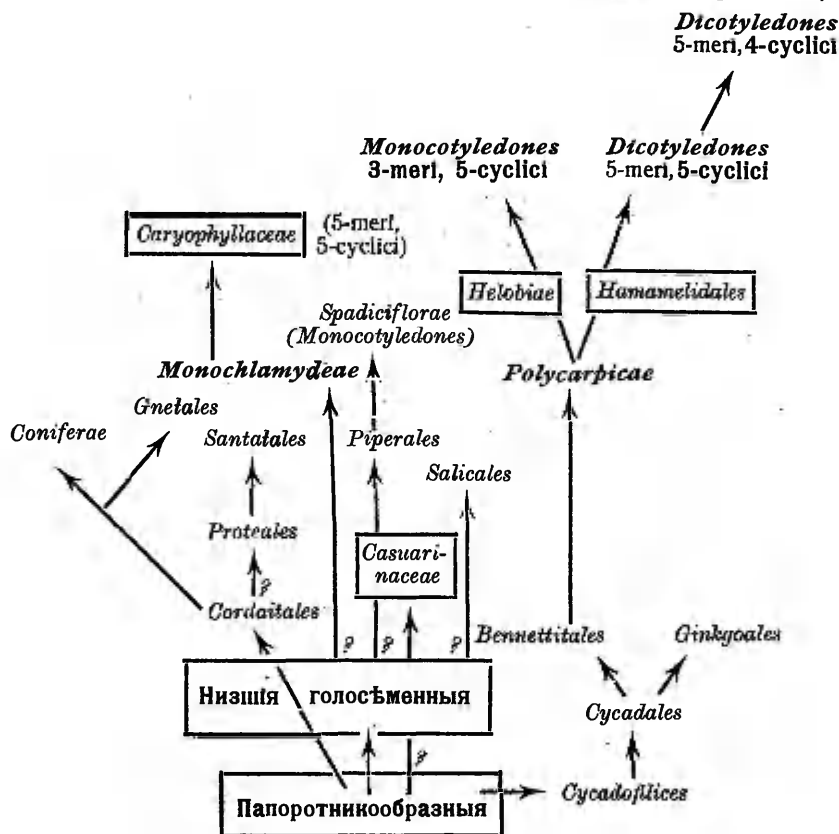 Dicotyledones
5-meri, 4-cyclici
Monocotyledones
3-meri, 5-cyclici
Dicotyledones
5-meri, 5-cyclici
Caryophyllaceae
(5-meri,
5-cyclici)
Helobiae
Hamamelidales
Spadiciflorae
(Monocotyledones)
Monochlamydeae
Polycarpicae
Gnetales
Coniferae
Santatales
Piperales
Salicales
Proteales
Casuari-
naceae
?
Cordaitales
? ? ?
Bennettitales
Ginkgoales
Низшія голосѣменныя
Cycadales
?
Папоротникообразныя
Cycadofilices